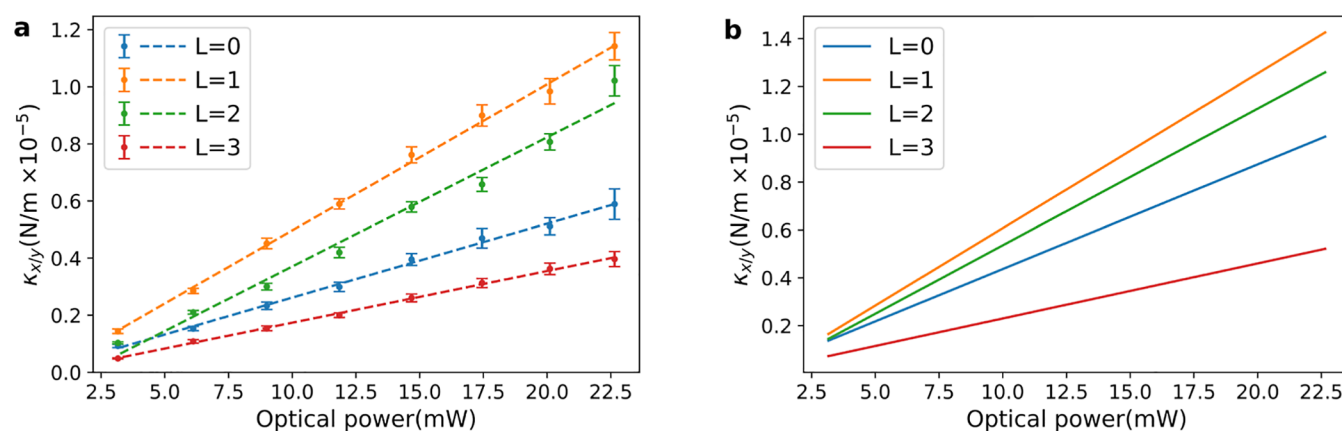 a
κx/y(N/m ×10⁻⁵)
1.2
1.0
0.8
0.6
0.4
0.2
0.0
L=0
L=1
L=2
L=3
2.5 5.0 7.5 10.0 12.5 15.0 17.5 20.0 22.5
Optical power(mW)
b
κx/y(N/m ×10⁻⁵)
1.4
1.2
1.0
0.8
0.6
0.4
0.2
L=0
L=1
L=2
L=3
2.5 5.0 7.5 10.0 12.5 15.0 17.5 20.0 22.5
Optical power(mW)